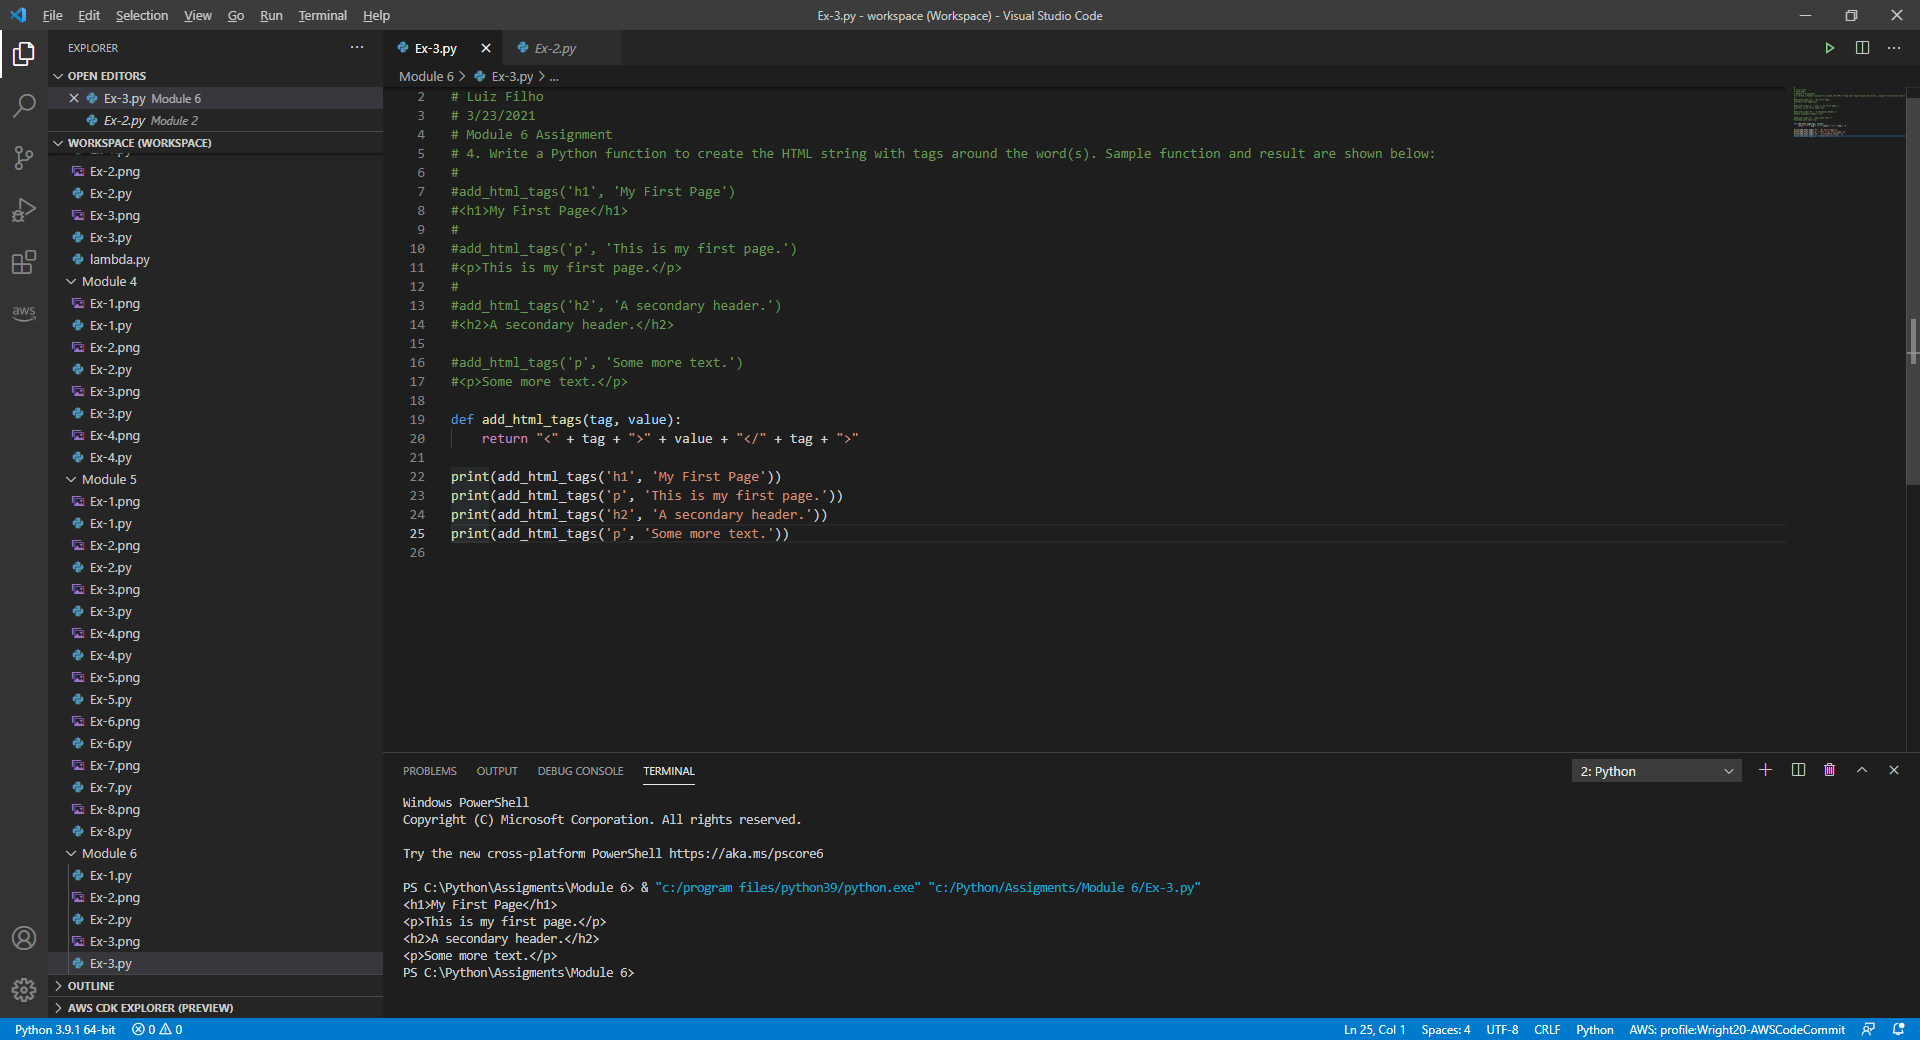 File Edit Selection View Go Run Terminal Help
Ex-3.py - workspace (Workspace) - Visual Studio Code
EXPLORER
OPEN EDITORS
Ex-3.py Module 6
Ex-2.py Module 2
WORKSPACE (WORKSPACE)
Ex-2.png
Ex-2.py
Ex-3.png
Ex-3.py
lambda.py
Module 4
Ex-1.png
Ex-1.py
Ex-2.png
Ex-2.py
Ex-3.png
Ex-3.py
Ex-4.png
Ex-4.py
Module 5
Ex-1.png
Ex-1.py
Ex-2.png
Ex-2.py
Ex-3.png
Ex-3.py
Ex-4.png
Ex-4.py
Ex-5.png
Ex-5.py
Ex-6.png
Ex-6.py
Ex-7.png
Ex-7.py
Ex-8.png
Ex-8.py
Module 6
Ex-1.py
Ex-2.png
Ex-2.py
Ex-3.png
Ex-3.py
OUTLINE
AWS CDK EXPLORER (PREVIEW)
aws
Ex-3.py Ex-2.py
Module 6 > Ex-3.py > ...
2 # Luiz Filho
3 # 3/23/2021
4 # Module 6 Assignment
5 # 4. Write a Python function to create the HTML string with tags around the word(s). Sample function and result are shown below:
6 #
7 #add_html_tags('h1', 'My First Page')
8 #<h1>My First Page</h1>
9 #
10 #add_html_tags('p', 'This is my first page.')
11 #<p>This is my first page.</p>
12 #
13 #add_html_tags('h2', 'A secondary header.')
14 #<h2>A secondary header.</h2>
15
16 #add_html_tags('p', 'Some more text.')
17 #<p>Some more text.</p>
18
19 def add_html_tags(tag, value):
20 return "<" + tag + ">" + value + "</" + tag + ">"
21
22 print(add_html_tags('h1', 'My First Page'))
23 print(add_html_tags('p', 'This is my first page.'))
24 print(add_html_tags('h2', 'A secondary header.'))
25 print(add_html_tags('p', 'Some more text.'))
26
PROBLEMS OUTPUT DEBUG CONSOLE TERMINAL
2: Python
Windows PowerShell
Copyright (C) Microsoft Corporation. All rights reserved.
Try the new cross-platform PowerShell https://aka.ms/pscore6
PS C:\Python\Assigments\Module 6> & "c:/program files/python39/python.exe" "c:/Python/Assigments/Module 6/Ex-3.py"
<h1>My First Page</h1>
<p>This is my first page.</p>
<h2>A secondary header.</h2>
<p>Some more text.</p>
PS C:\Python\Assigments\Module 6>
Python 3.9.1 64-bit 0 0
Ln 25, Col 1 Spaces: 4 UTF-8 CRLF Python AWS: profile:Wright20-AWSCodeCommit